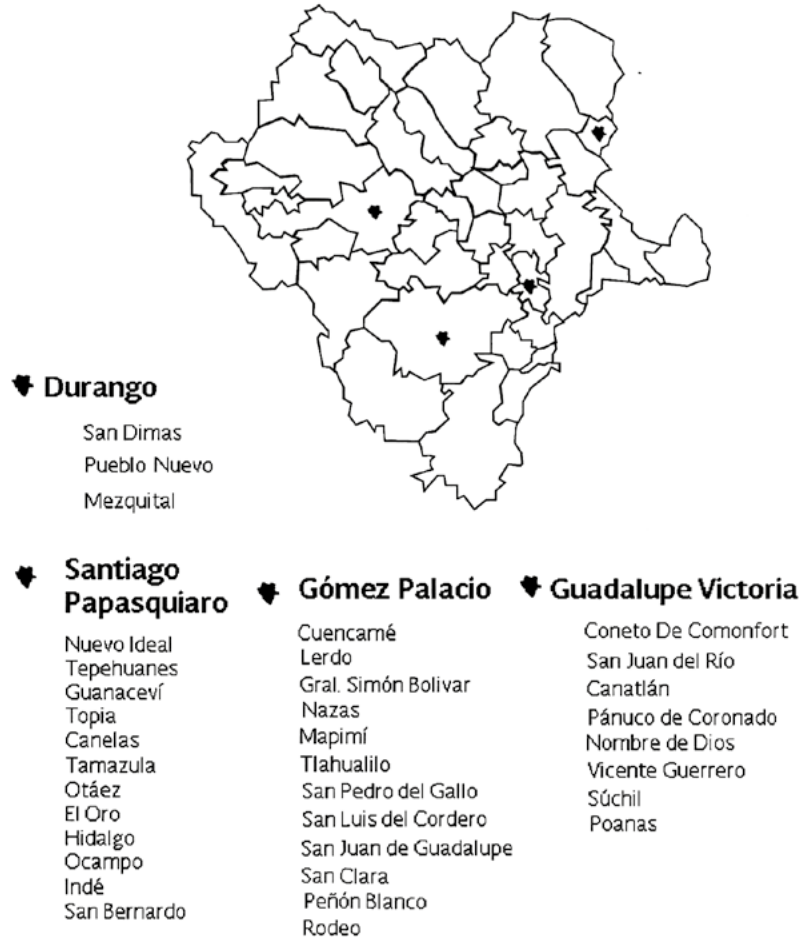 Durango
San Dimas
Pueblo Nuevo
Mezquital
Santiago
Papasquiaro
Nuevo Ideal
Tepehuanes
Guanaceví
Topia
Canelas
Tamazula
Otáez
El Oro
Hidalgo
Ocampo
Indé
San Bernardo
Gómez Palacio
Cuencamé
Lerdo
Gral. Simón Bolivar
Nazas
Mapimí
Tlahualilo
San Pedro del Gallo
San Luis del Cordero
San Juan de Guadalupe
San Clara
Peñón Blanco
Rodeo
Guadalupe Victoria
Coneto De Comonfort
San Juan del Río
Canatlán
Pánuco de Coronado
Nombre de Dios
Vicente Guerrero
Súchil
Poanas